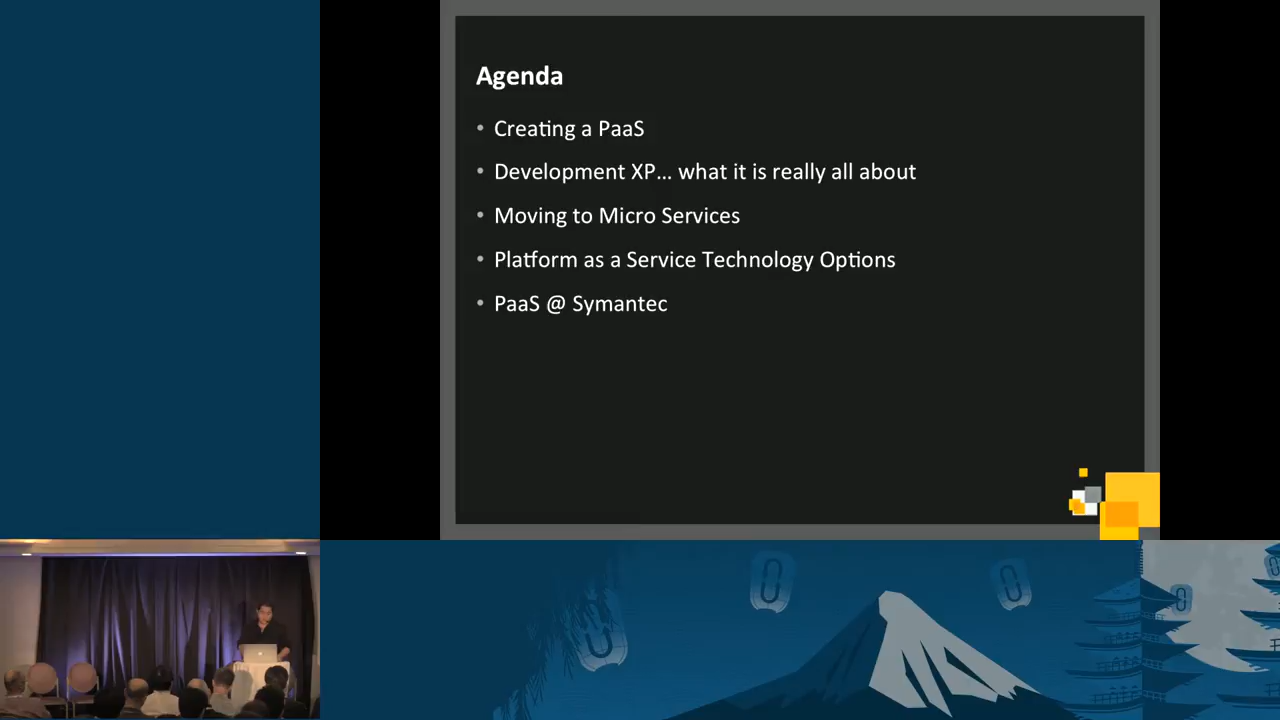 Agenda
• Creating a PaaS
• Development XP... what it is really all about
• Moving to Micro Services
• Platform as a Service Technology Options
• PaaS @ Symantec